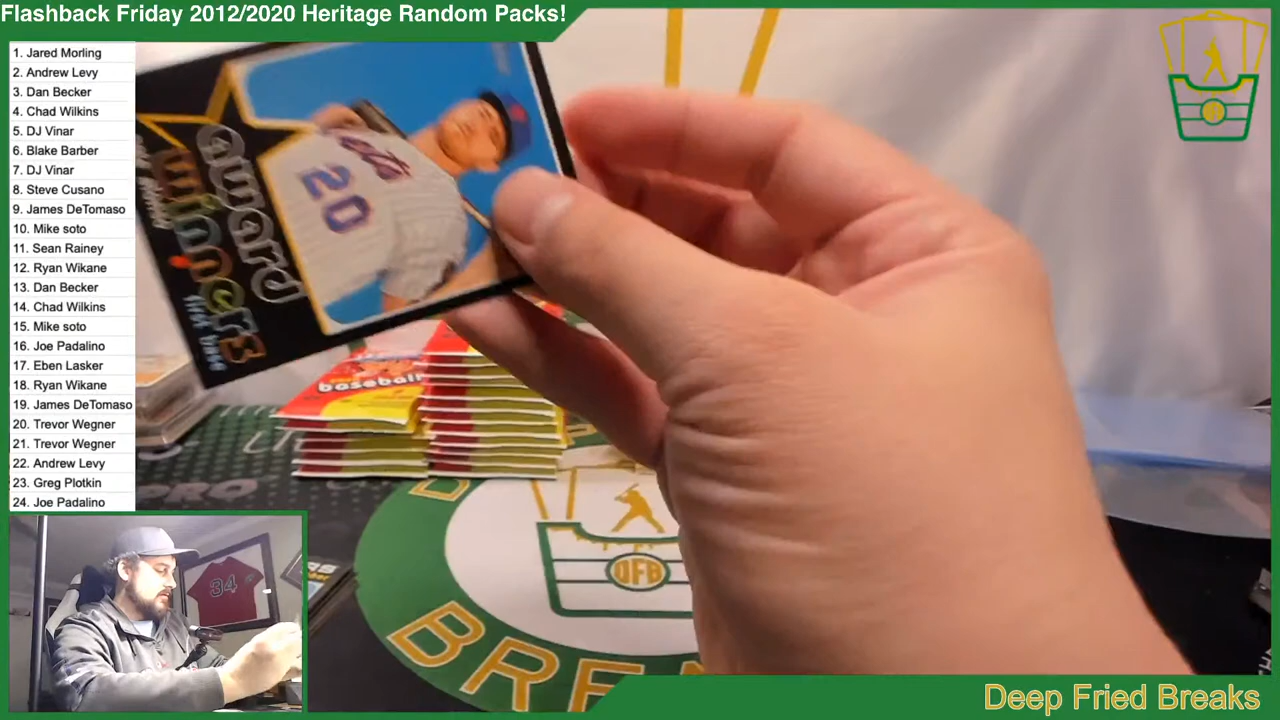 Flashback Friday 2012/2020 Heritage Random Packs!
1. Jared Morling
2. Andrew Levy
3. Dan Becker
4. Chad Wilkins
5. DJ Vinar
6. Blake Barber
7. DJ Vinar
8. Steve Cusano
9. James DeTomaso
10. Mike soto
11. Sean Rainey
12. Ryan Wikane
13. Dan Becker
14. Chad Wilkins
15. Mike soto
16. Joe Padalino
17. Eben Lasker
18. Ryan Wikane
19. James DeTomaso
20. Trevor Wegner
21. Trevor Wegner
22. Andrew Levy
23. Greg Plotkin
24. Joe Padalino
award
winners
first base
20
baseball
PRO
DFB
34
Deep Fried Breaks